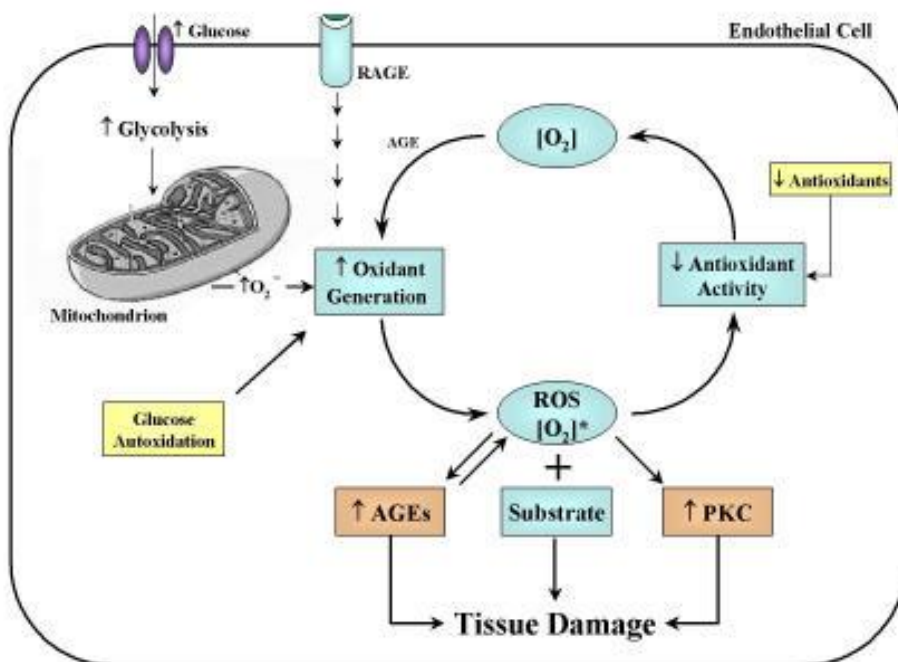 Endothelial Cell
↑ Glucose
RAGE
↑ Glycolysis
AGE
[O₂]
↓ Antioxidants
↑ Oxidant
Generation
↓ Antioxidant
Activity
↑O₂⁻
Mitochondrion
Glucose
Autoxidation
ROS
[O₂]*
+
↑ AGEs
Substrate
↑ PKC
Tissue Damage